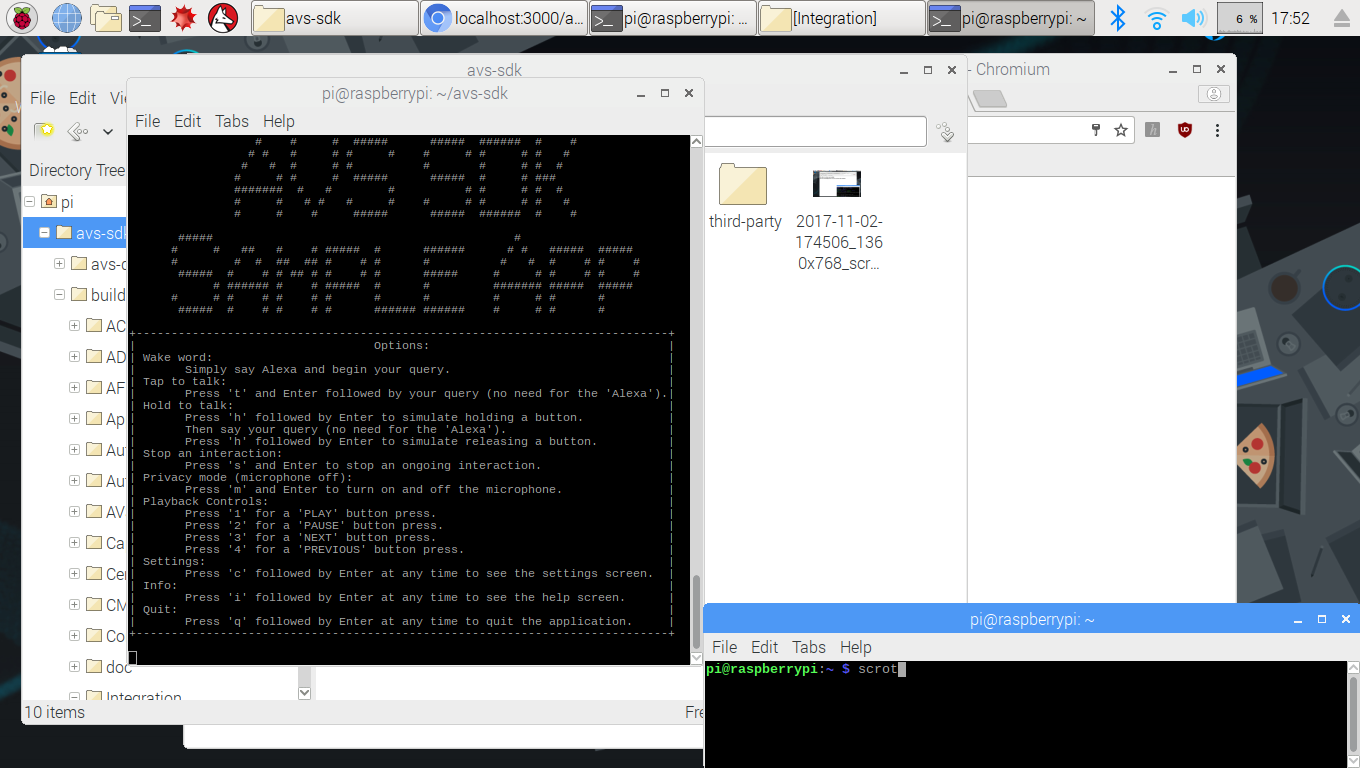 avs-sdk
localhost:3000/a...
pi@raspberrypi: ...
[Integration]
pi@raspberrypi: ~
6 %
17:52
avs-sdk
- Chromium
File Edit
pi@raspberrypi: ~/avs-sdk
File Edit Tabs Help
Directory Tree
pi
avs-sdk
avs-c
build
AC
AD
AF
Ap
Au
Au
AV
Ca
Cer
CM
Co
doc
Integration
10 items
Fre
AVS SDK
SAMPLE APP
Options:
Wake word:
Simply say Alexa and begin your query.
Tap to talk:
Press 't' and Enter followed by your query (no need for the 'Alexa').
Hold to talk:
Press 'h' followed by Enter to simulate holding a button.
Then say your query (no need for the 'Alexa').
Press 'h' followed by Enter to simulate releasing a button.
Stop an interaction:
Press 's' and Enter to stop an ongoing interaction.
Privacy mode (microphone off):
Press 'm' and Enter to turn on and off the microphone.
Playback Controls:
Press '1' for a 'PLAY' button press.
Press '2' for a 'PAUSE' button press.
Press '3' for a 'NEXT' button press.
Press '4' for a 'PREVIOUS' button press.
Settings:
Press 'c' followed by Enter at any time to see the settings screen.
Info:
Press 'i' followed by Enter at any time to see the help screen.
Quit:
Press 'q' followed by Enter at any time to quit the application.
third-party
2017-11-02-
174506_136
0x768_scr...
pi@raspberrypi: ~
File Edit Tabs Help
pi@raspberrypi:~ $ scrot